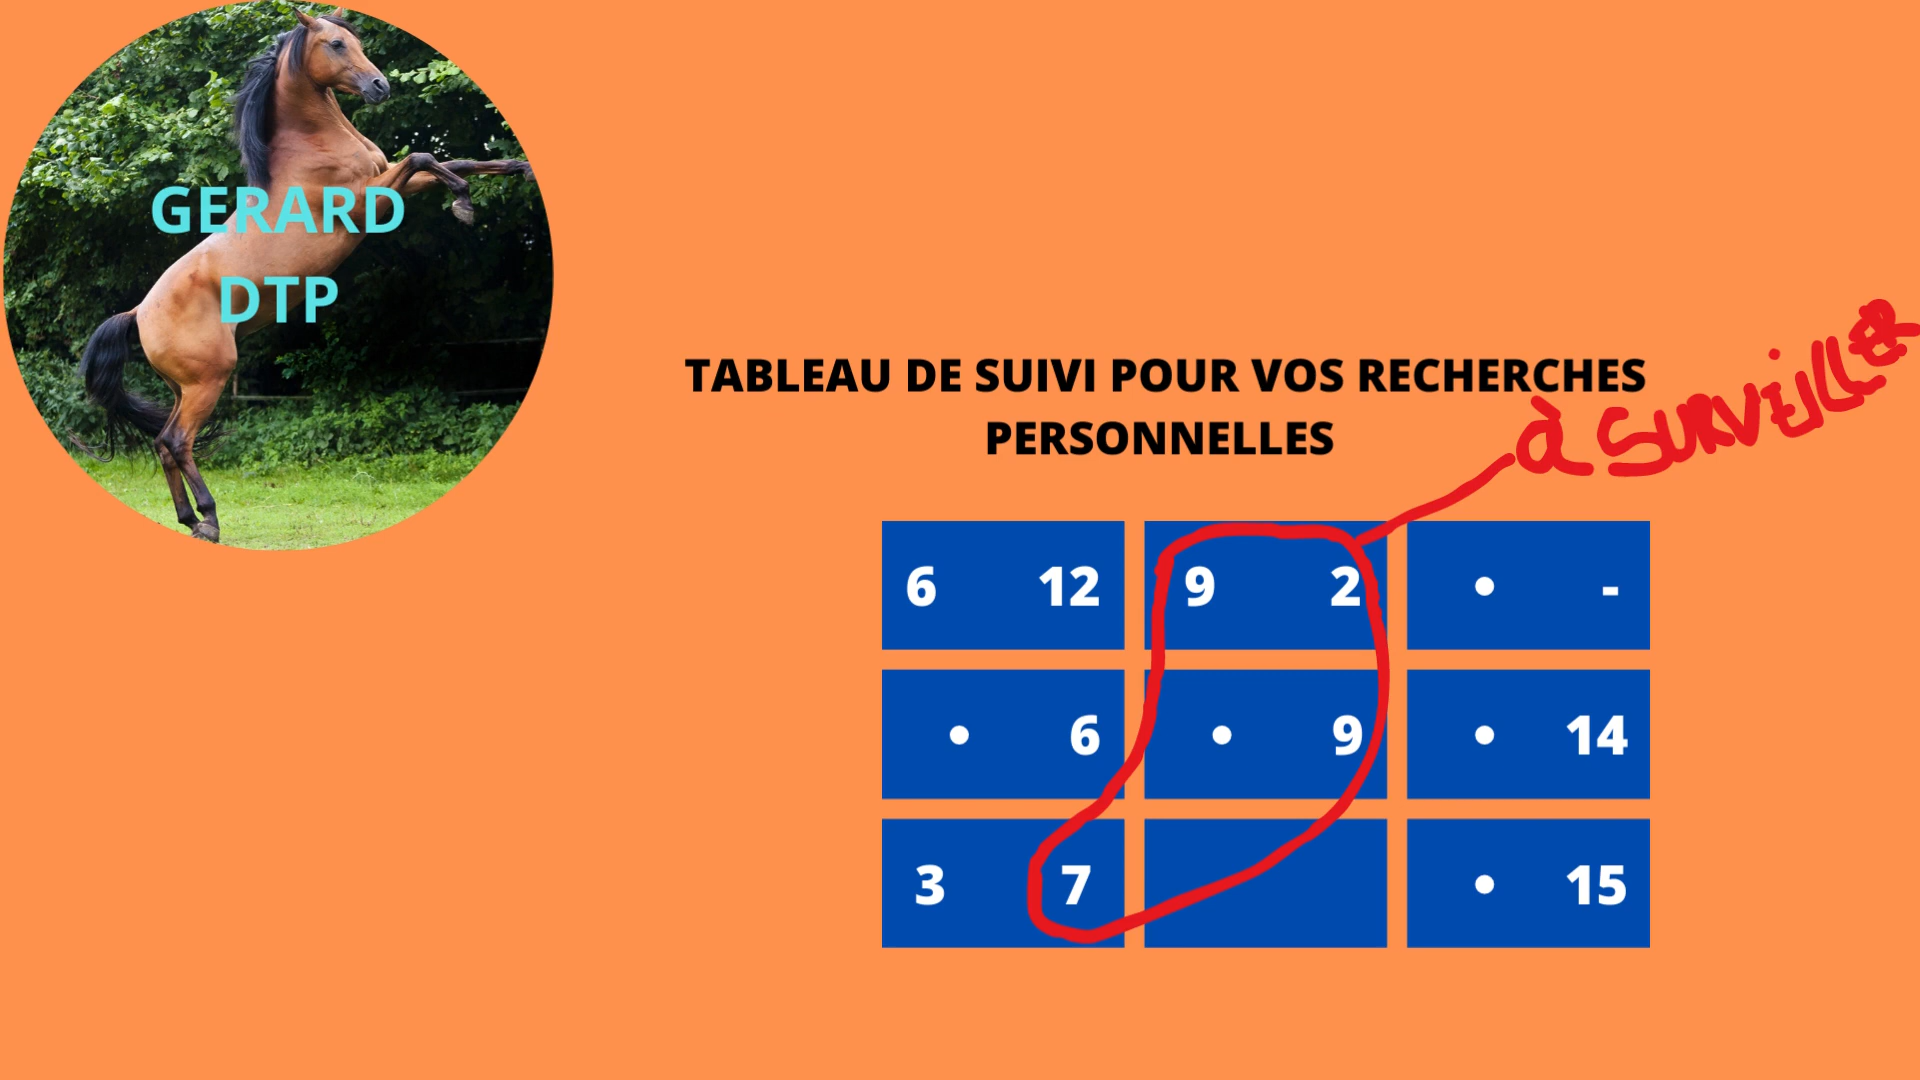 GERARD
DTP
TABLEAU DE SUIVI POUR VOS RECHERCHES
PERSONNELLES
à SURVEILLER
6 12 9 2 • -
• 6 • 9 • 14
3 7 • 15